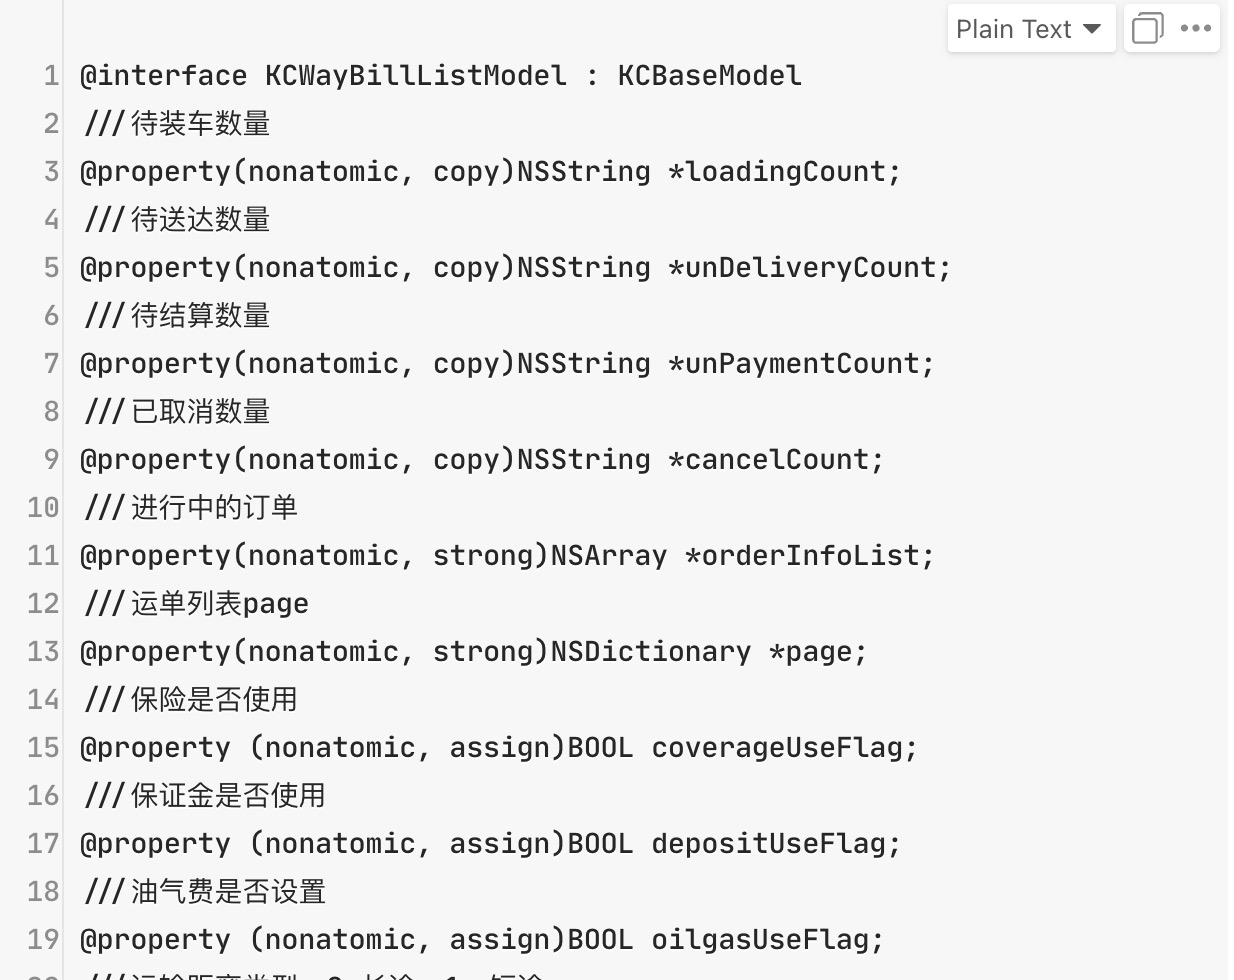 Plain Text
1 @interface KCWayBillListModel : KCBaseModel
2 ///待装车数量
3 @property(nonatomic, copy)NSString *loadingCount;
4 ///待送达数量
5 @property(nonatomic, copy)NSString *unDeliveryCount;
6 ///待结算数量
7 @property(nonatomic, copy)NSString *unPaymentCount;
8 ///已取消数量
9 @property(nonatomic, copy)NSString *cancelCount;
10 ///进行中的订单
11 @property(nonatomic, strong)NSArray *orderInfoList;
12 ///运单列表page
13 @property(nonatomic, strong)NSDictionary *page;
14 ///保险是否使用
15 @property (nonatomic, assign)BOOL coverageUseFlag;
16 ///保证金是否使用
17 @property (nonatomic, assign)BOOL depositUseFlag;
18 ///油气费是否设置
19 @property (nonatomic, assign)BOOL oilgasUseFlag;